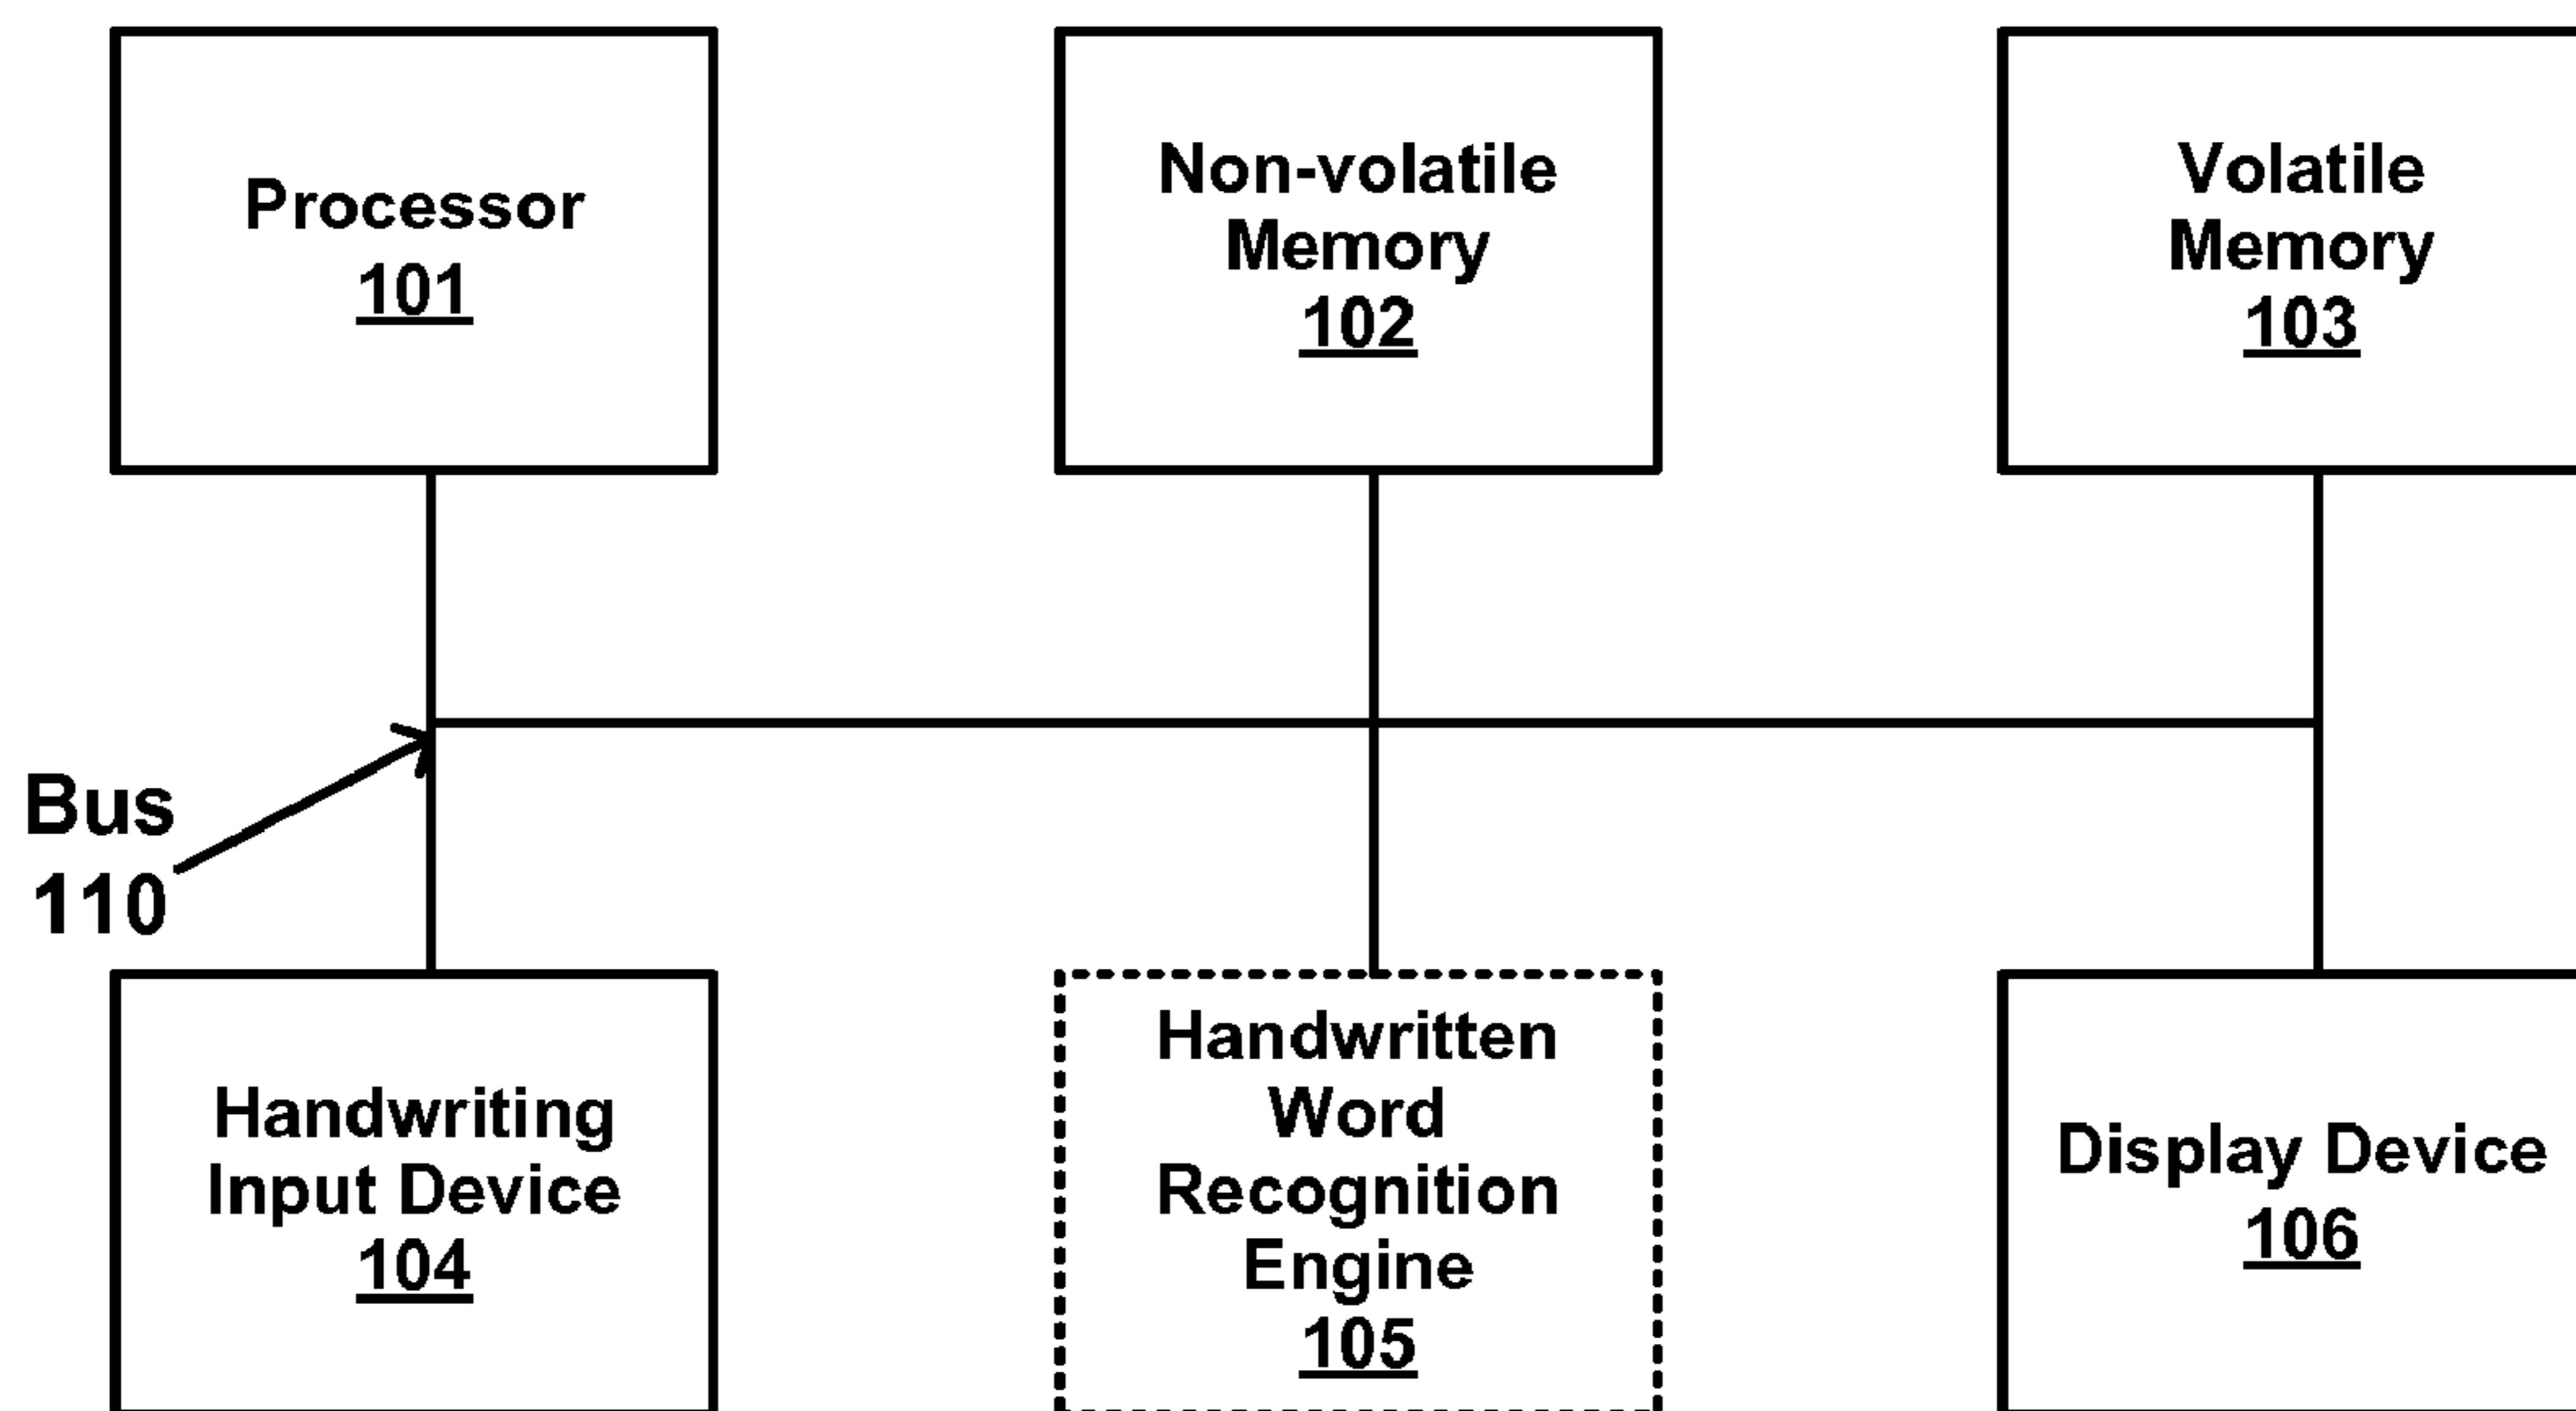 Processor
101
Non-volatile
Memory
102
Volatile
Memory
103
Bus
110
Handwriting
Input Device
104
Handwritten
Word
Recognition
Engine
105
Display Device
106